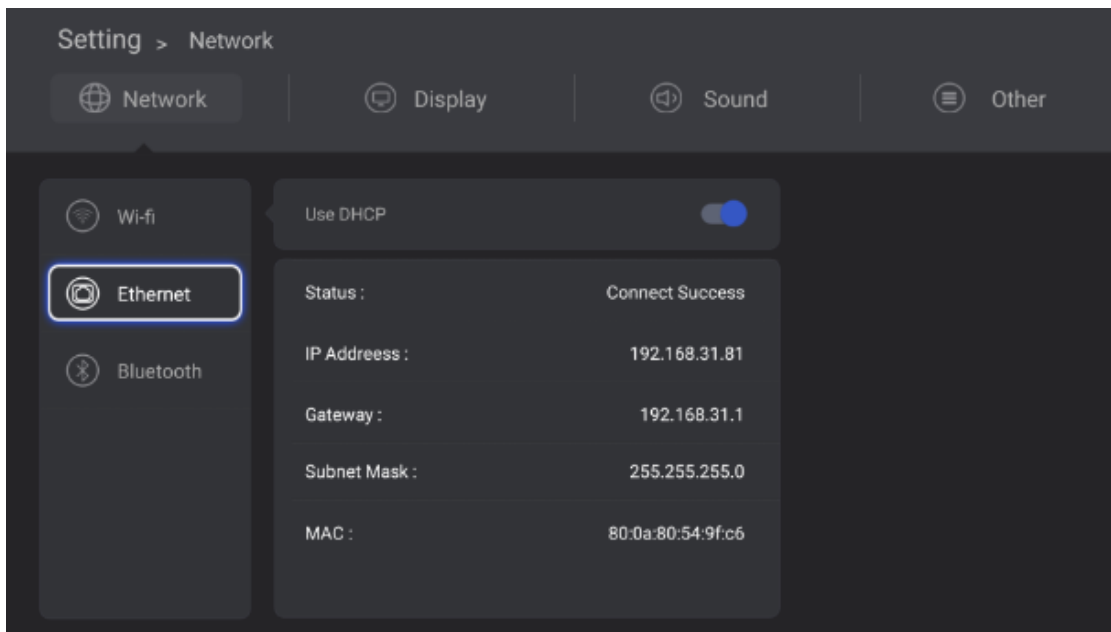 Setting > Network
Network Display Sound Other
Wi-fi
Ethernet
Bluetooth
Use DHCP
Status : Connect Success
IP Addreess : 192.168.31.81
Gateway : 192.168.31.1
Subnet Mask : 255.255.255.0
MAC : 80:0a:80:54:9f:c6